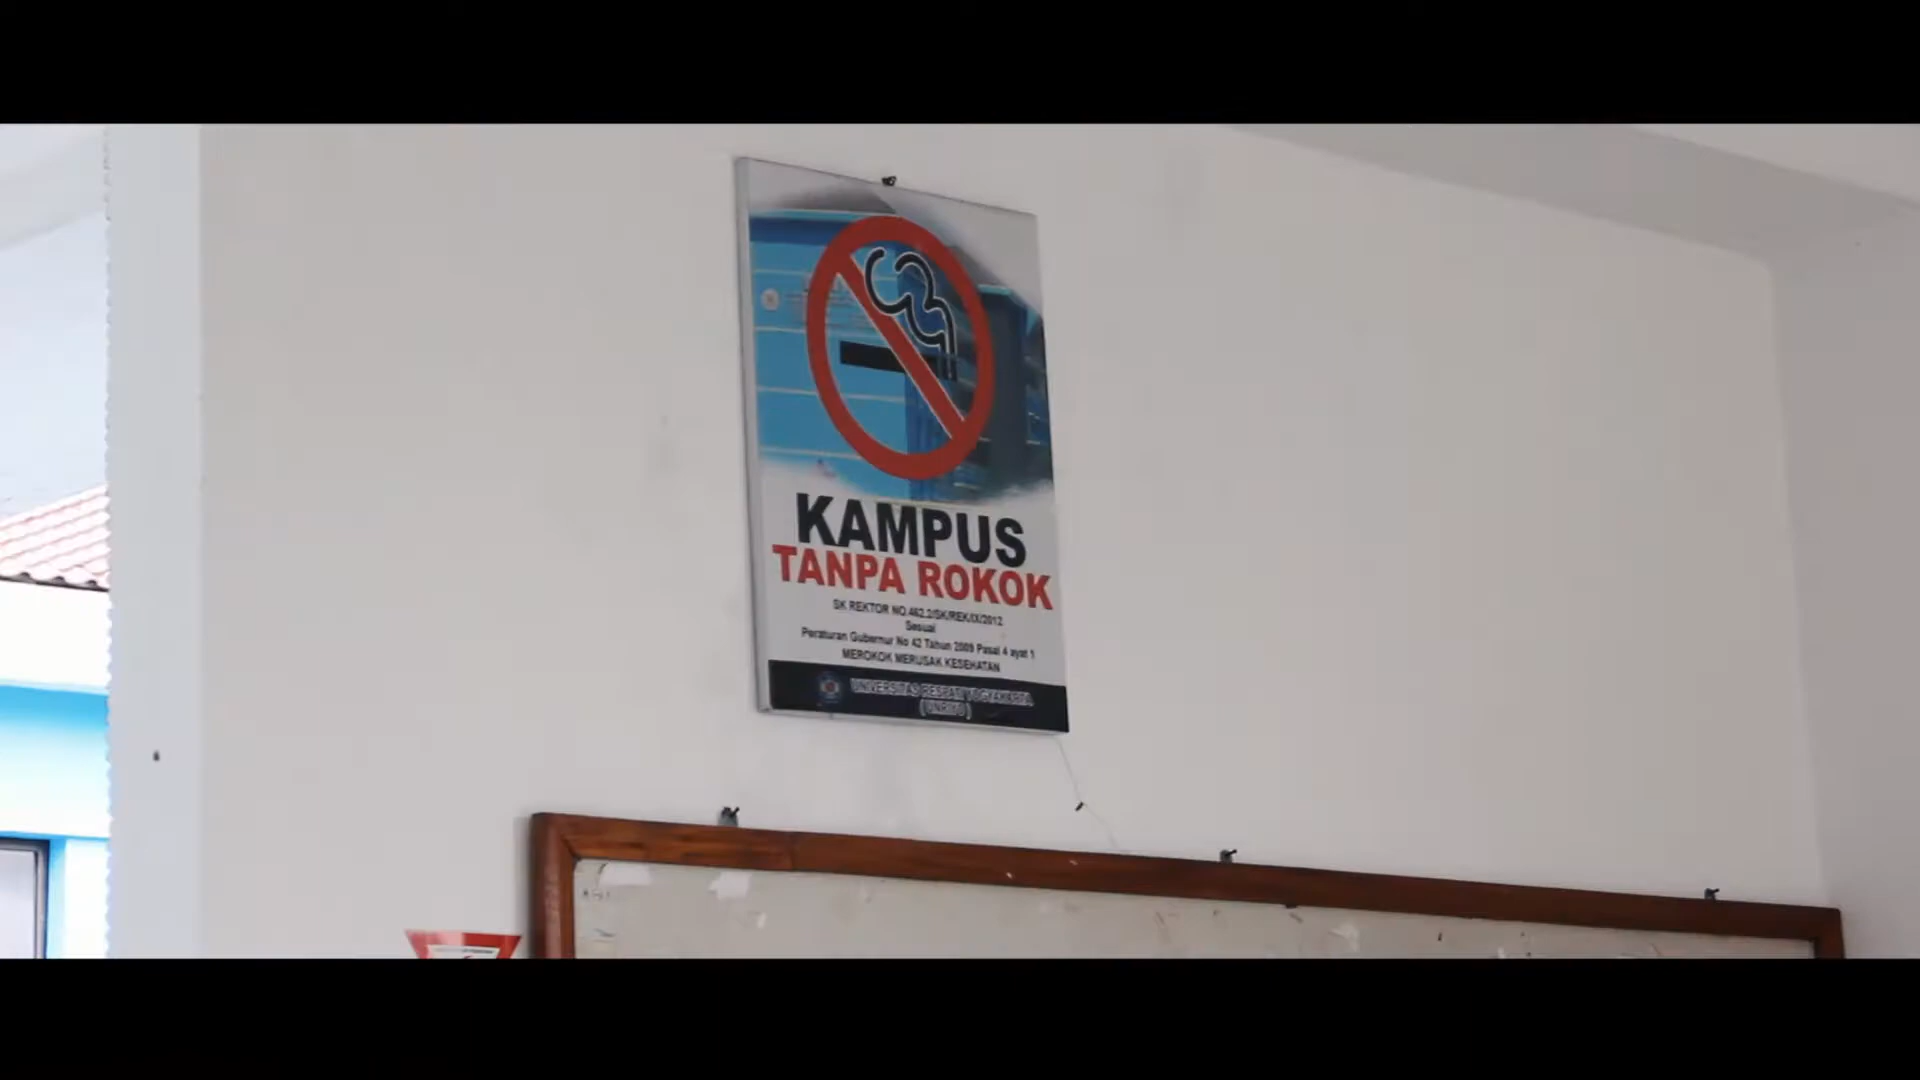 KAMPUS
TANPA ROKOK
SK REKTOR NO.462.2/SK/REK/IX/2012
Sesuai
Peraturan Gubernur No 42 Tahun 2009 Pasal 4 ayat 1
MEROKOK MERUSAK KESEHATAN
UNIVERSITAS RESPATI YOGYAKARTA
(UNRIYO)